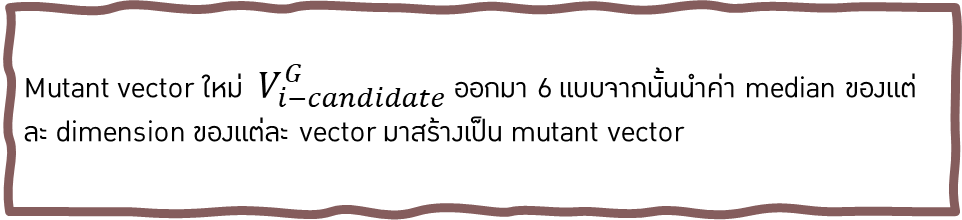 Mutant vector ใหม่ $V_{i-candidate}^{G}$ ออกมา 6 แบบจากนั้นนำค่า median ของแต่
ละ dimension ของแต่ละ vector มาสร้างเป็น mutant vector